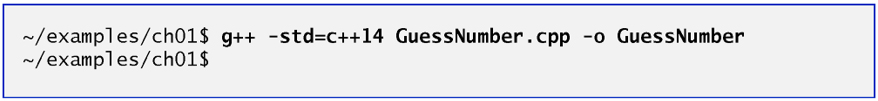 ~/examples/ch01$ g++ -std=c++14 GuessNumber.cpp -o GuessNumber
~/examples/ch01$